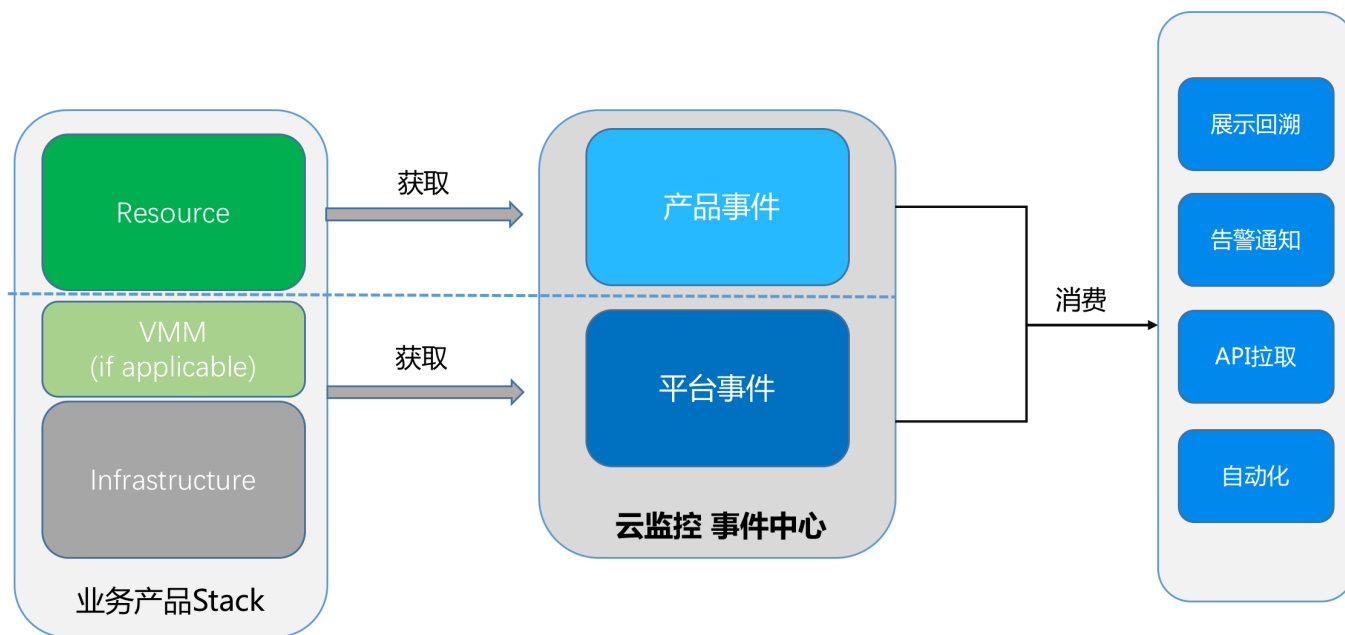 Resource
VMM
(if applicable)
Infrastructure
业务产品Stack
获取
获取
产品事件
平台事件
云监控 事件中心
消费
展示回溯
告警通知
API拉取
自动化